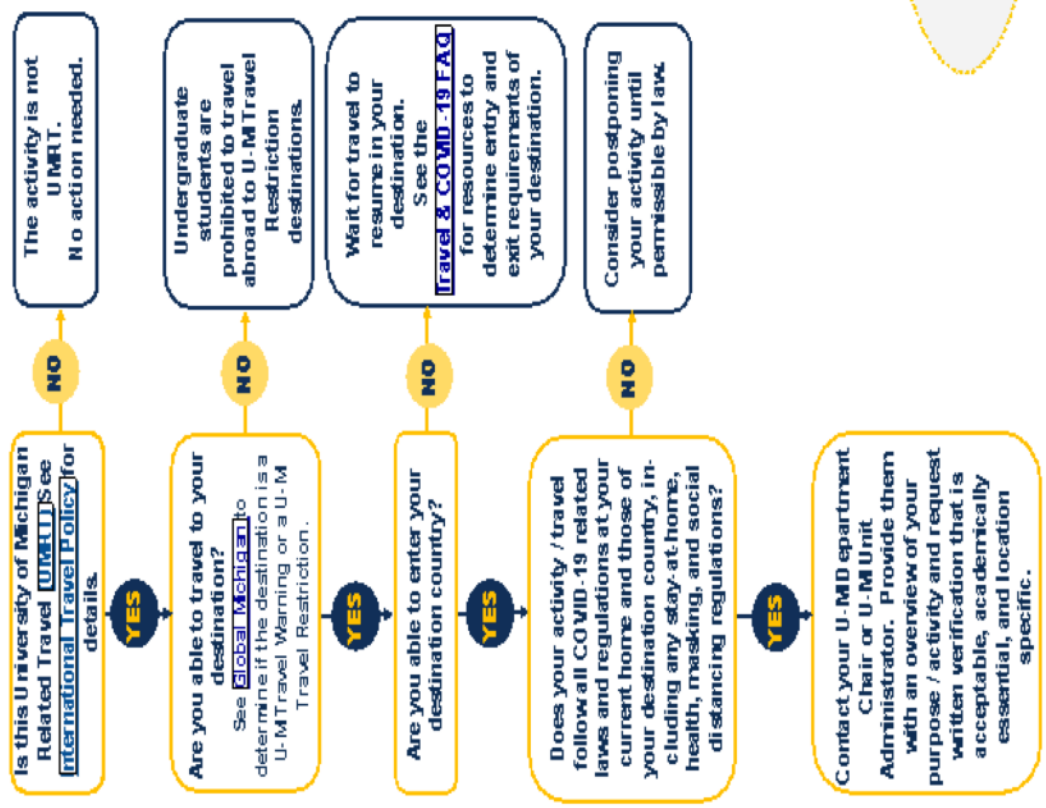 Is this University of Michigan
Related Travel (UMRT) See
nternational Travel Policy for
details.
NO
The activity is not
UMRT.
No action needed.
YES
Are you able to travel to your
destination?
See Global Michigan to
determine if the destination is a
U-M Travel Warning or a U-M
Travel Restriction.
NO
Undergraduate
students are
prohibited to travel
abroad to U-M Travel
Restriction
destinations.
YES
Are you able to enter your
destination country?
NO
Wait for travel to
resume in your
destination.
See the
Travel & COVID-19 FAQ
for resources to
determine entry and
exit requirements of
your destination.
YES
Does your activity / travel
follow all COVID-19 related
laws and regulations at your
current home and those of
your destination country, in-
cluding any stay-at-home,
health, masking, and social
distancing regulations?
NO
Consider postponing
your activity until
permissible by law.
YES
Contact your U-M Department
Chair or U-M Unit
Administrator. Provide them
with an overview of your
purpose / activity and request
written verification that is
acceptable, academically
essential, and location
specific.